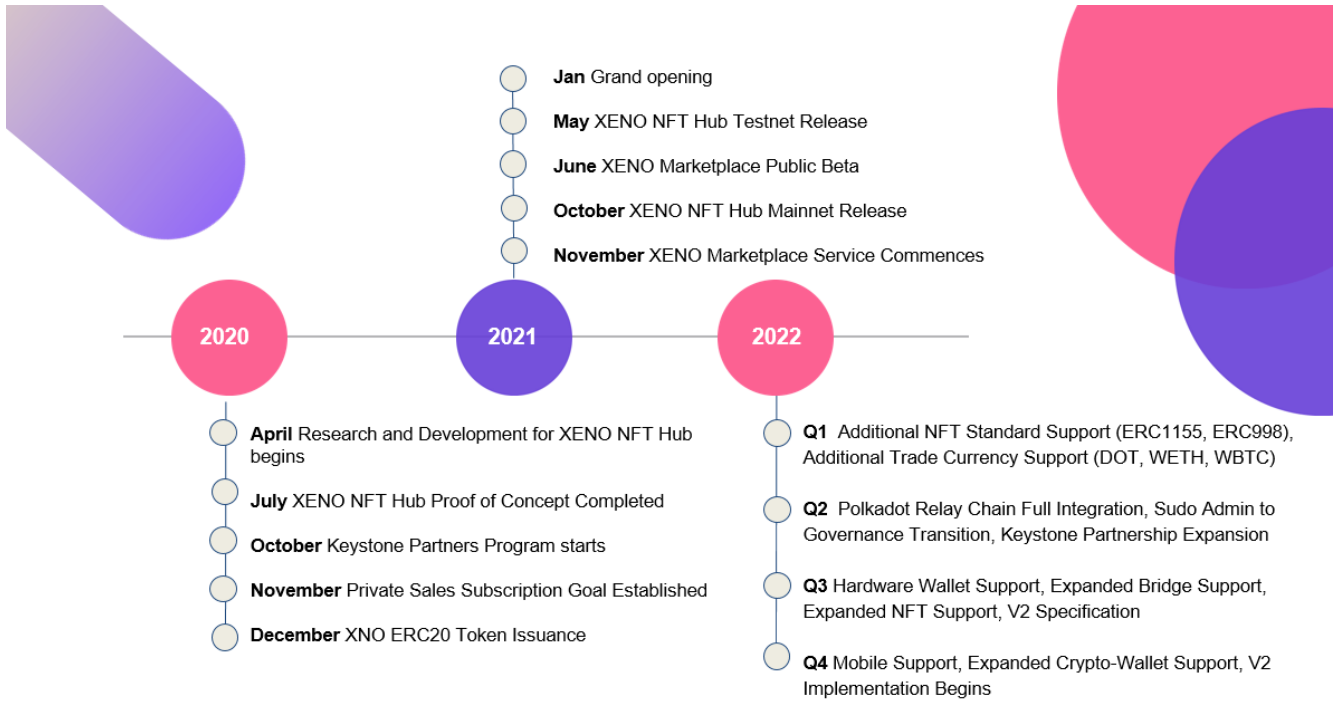 Jan Grand opening
May XENO NFT Hub Testnet Release
June XENO Marketplace Public Beta
October XENO NFT Hub Mainnet Release
November XENO Marketplace Service Commences
2020
2021
2022
April Research and Development for XENO NFT Hub
begins
July XENO NFT Hub Proof of Concept Completed
October Keystone Partners Program starts
November Private Sales Subscription Goal Established
December XNO ERC20 Token Issuance
Q1 Additional NFT Standard Support (ERC1155, ERC998),
Additional Trade Currency Support (DOT, WETH, WBTC)
Q2 Polkadot Relay Chain Full Integration, Sudo Admin to
Governance Transition, Keystone Partnership Expansion
Q3 Hardware Wallet Support, Expanded Bridge Support,
Expanded NFT Support, V2 Specification
Q4 Mobile Support, Expanded Crypto-Wallet Support, V2
Implementation Begins